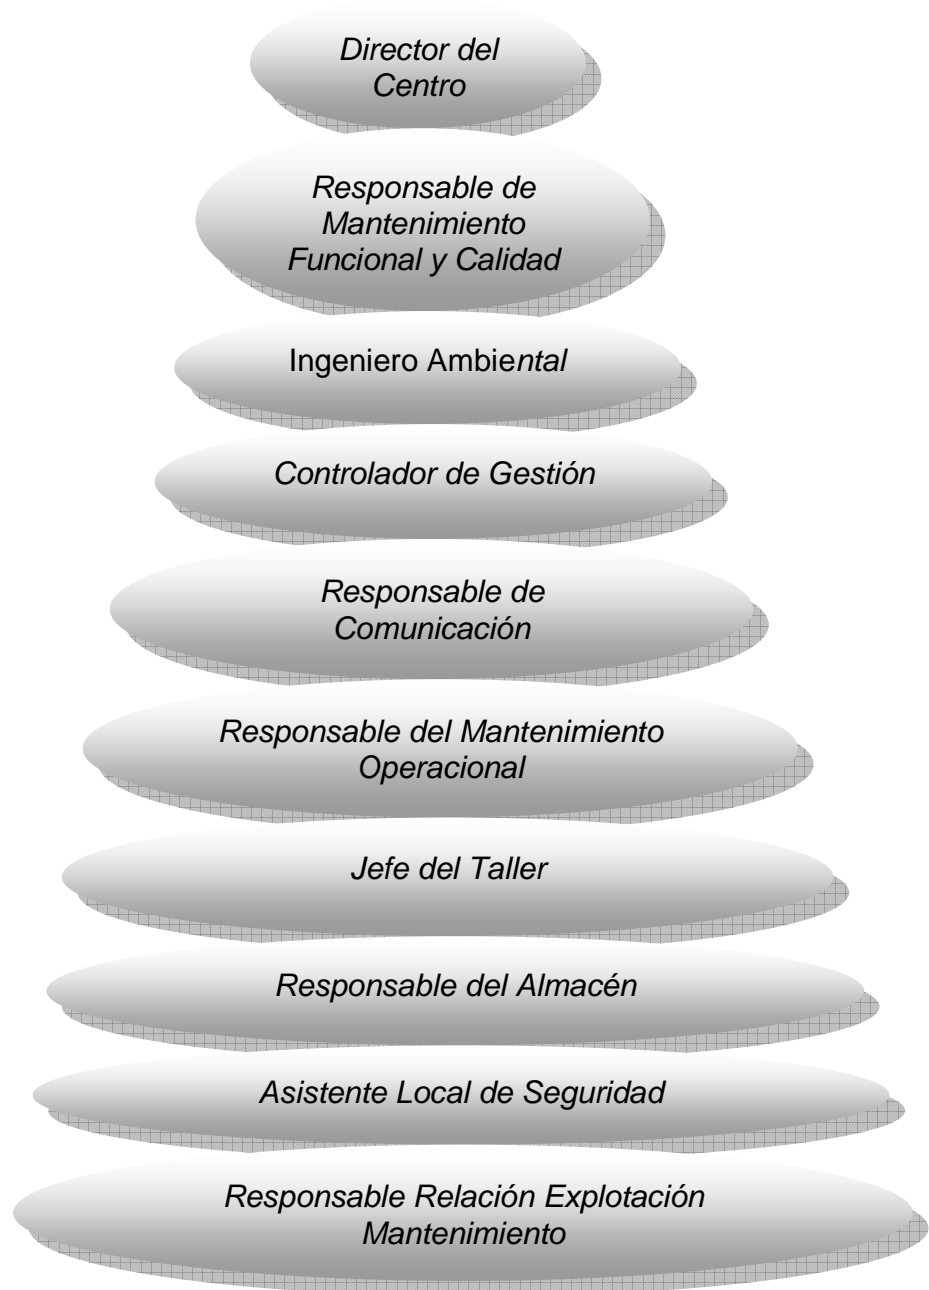 Director del
Centro
Responsable de
Mantenimiento
Funcional y Calidad
Ingeniero Ambiental
Controlador de Gestión
Responsable de
Comunicación
Responsable del Mantenimiento
Operacional
Jefe del Taller
Responsable del Almacén
Asistente Local de Seguridad
Responsable Relación Explotación
Mantenimiento